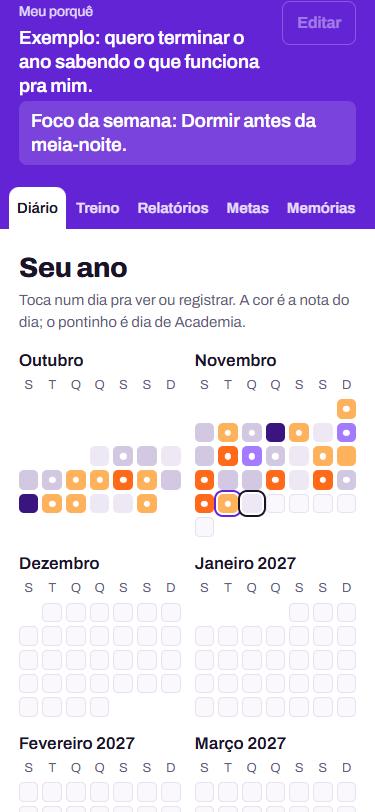 Meu porquê
Exemplo: quero terminar o
ano sabendo o que funciona
pra mim.
Editar
Foco da semana: Dormir antes da
meia-noite.
Diário Treino Relatórios Metas Memórias
Seu ano
Toca num dia pra ver ou registrar. A cor é a nota do
dia; o pontinho é dia de Academia.
Outubro
S T Q Q S S D
Novembro
S T Q Q S S D
Dezembro
S T Q Q S S D
Janeiro 2027
S T Q Q S S D
Fevereiro 2027
S T Q Q S S D
Março 2027
S T Q Q S S D